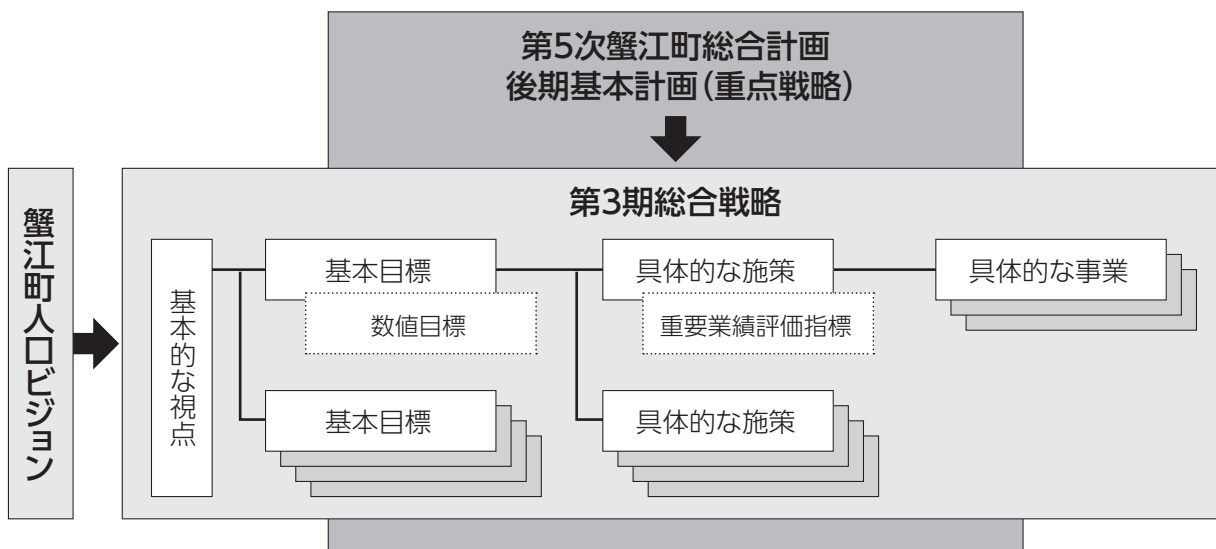 第5次蟹江町総合計画
後期基本計画（重点戦略）
蟹江町人口ビジョン
第3期総合戦略
基本的な視点
基本目標
数値目標
具体的な施策
重要業績評価指標
具体的な事業
基本目標
具体的な施策